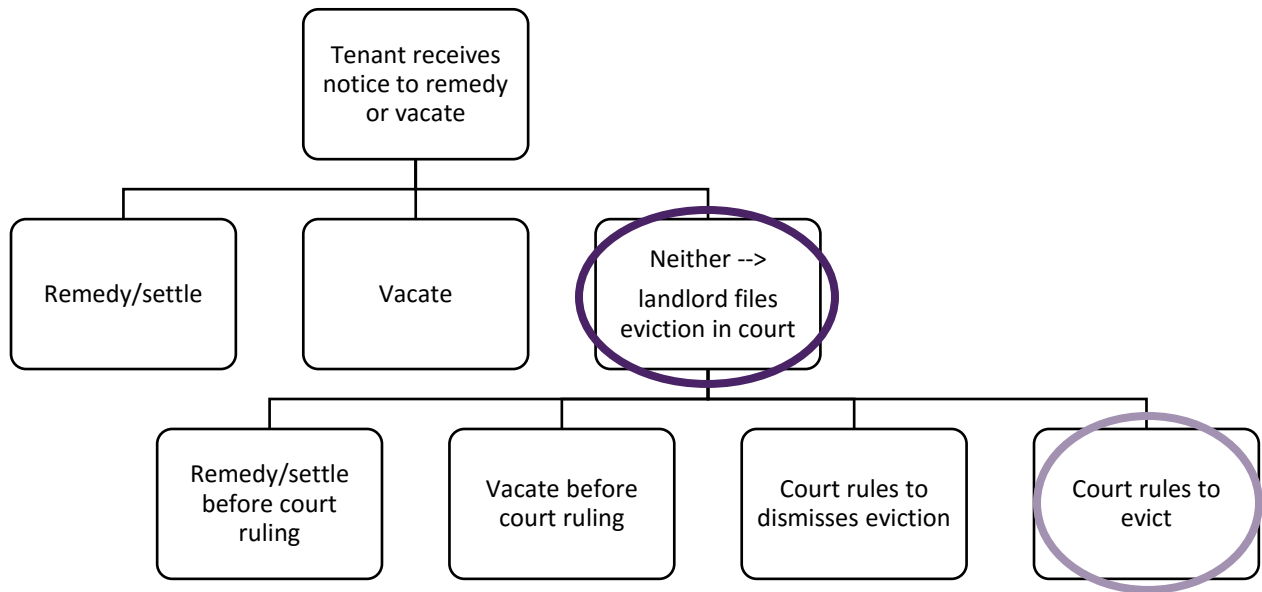 Tenant receives
notice to remedy
or vacate
Remedy/settle
Vacate
Neither -->
landlord files
eviction in court
Remedy/settle
before court
ruling
Vacate before
court ruling
Court rules to
dismisses eviction
Court rules to
evict